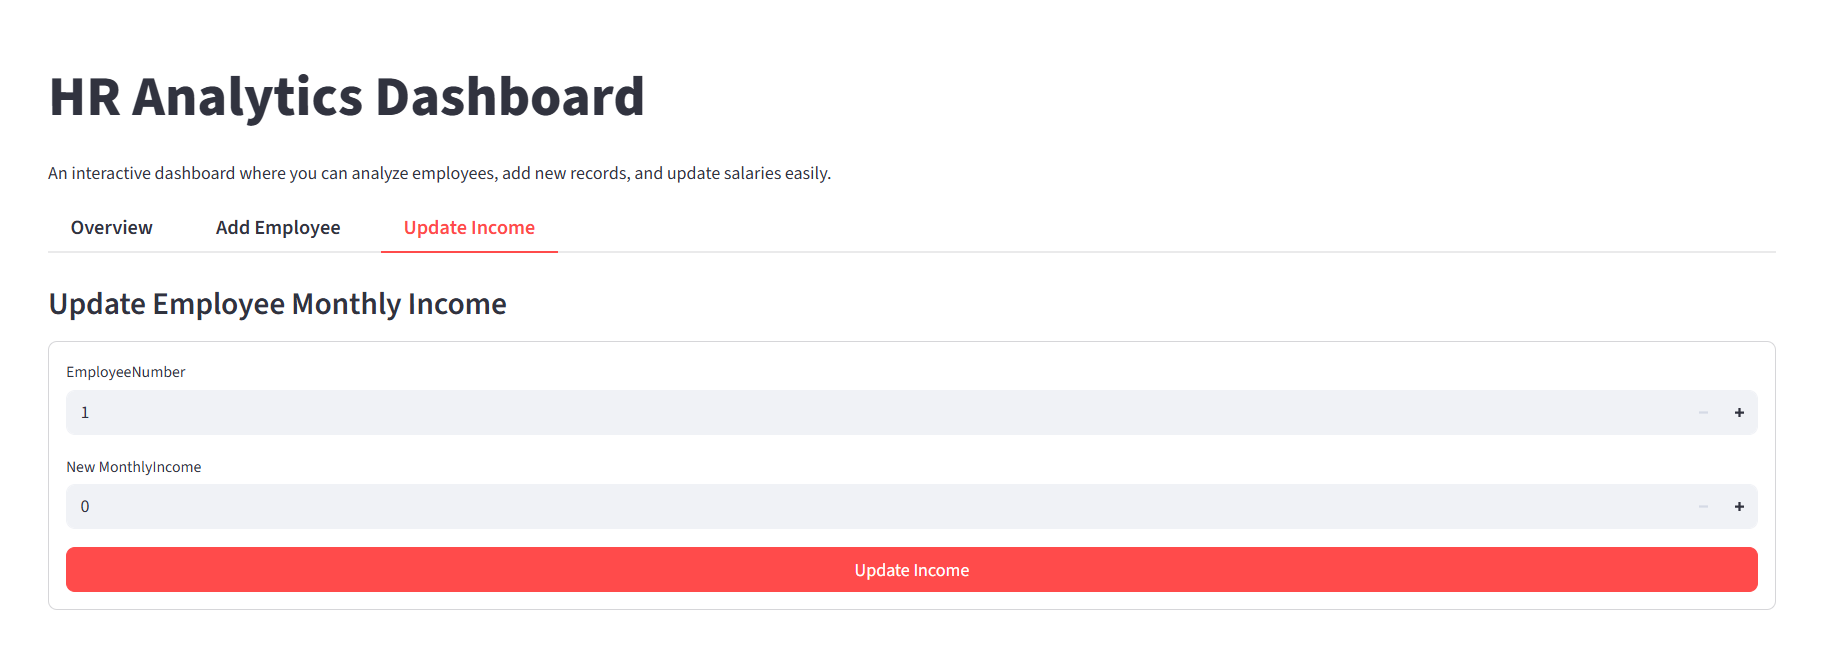 HR Analytics Dashboard
An interactive dashboard where you can analyze employees, add new records, and update salaries easily.
Overview Add Employee Update Income
Update Employee Monthly Income
EmployeeNumber
1
New MonthlyIncome
0
Update Income